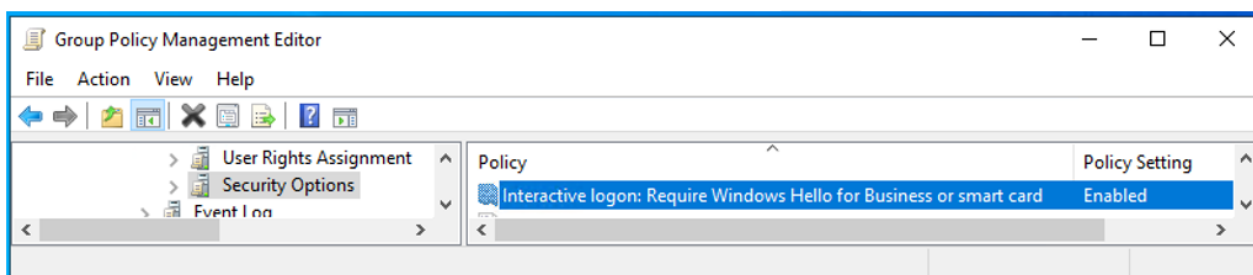 Group Policy Management Editor
File Action View Help
User Rights Assignment
Security Options
Event Log
Policy Policy Setting
Interactive logon: Require Windows Hello for Business or smart card Enabled